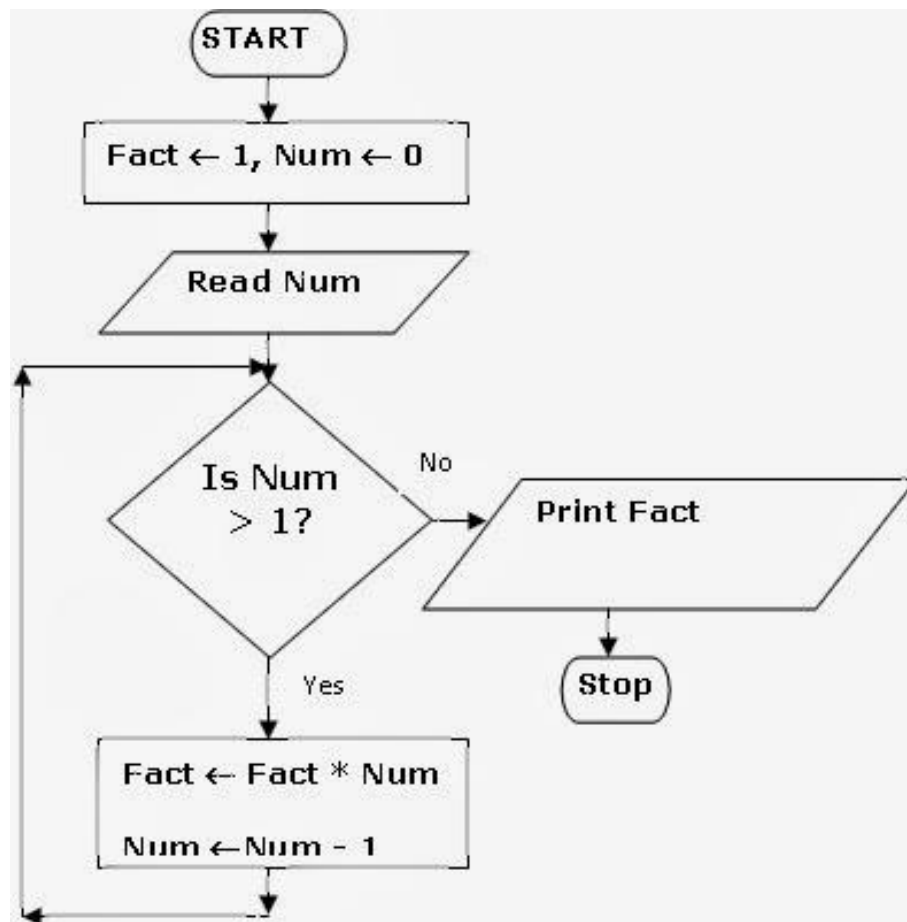 START
Fact ← 1, Num ← 0
Read Num
Is Num
> 1?
No
Print Fact
Yes
Stop
Fact ← Fact * Num
Num ←Num - 1